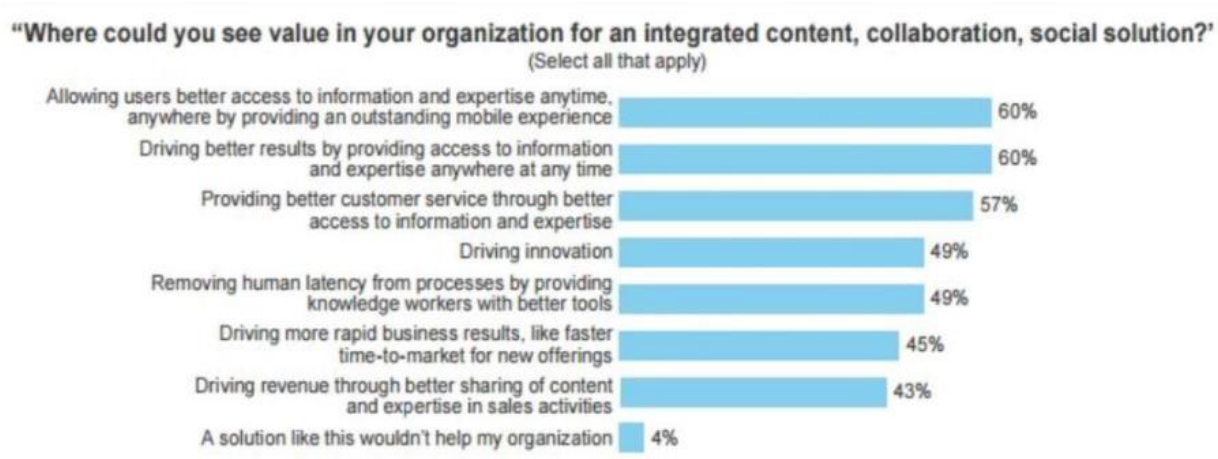 “Where could you see value in your organization for an integrated content, collaboration, social solution?’
(Select all that apply)
Allowing users better access to information and expertise anytime,
anywhere by providing an outstanding mobile experience
60%
Driving better results by providing access to information
and expertise anywhere at any time
60%
Providing better customer service through better
access to information and expertise
57%
Driving innovation
49%
Removing human latency from processes by providing
knowledge workers with better tools
49%
Driving more rapid business results, like faster
time-to-market for new offerings
45%
Driving revenue through better sharing of content
and expertise in sales activities
43%
A solution like this wouldn’t help my organization
4%